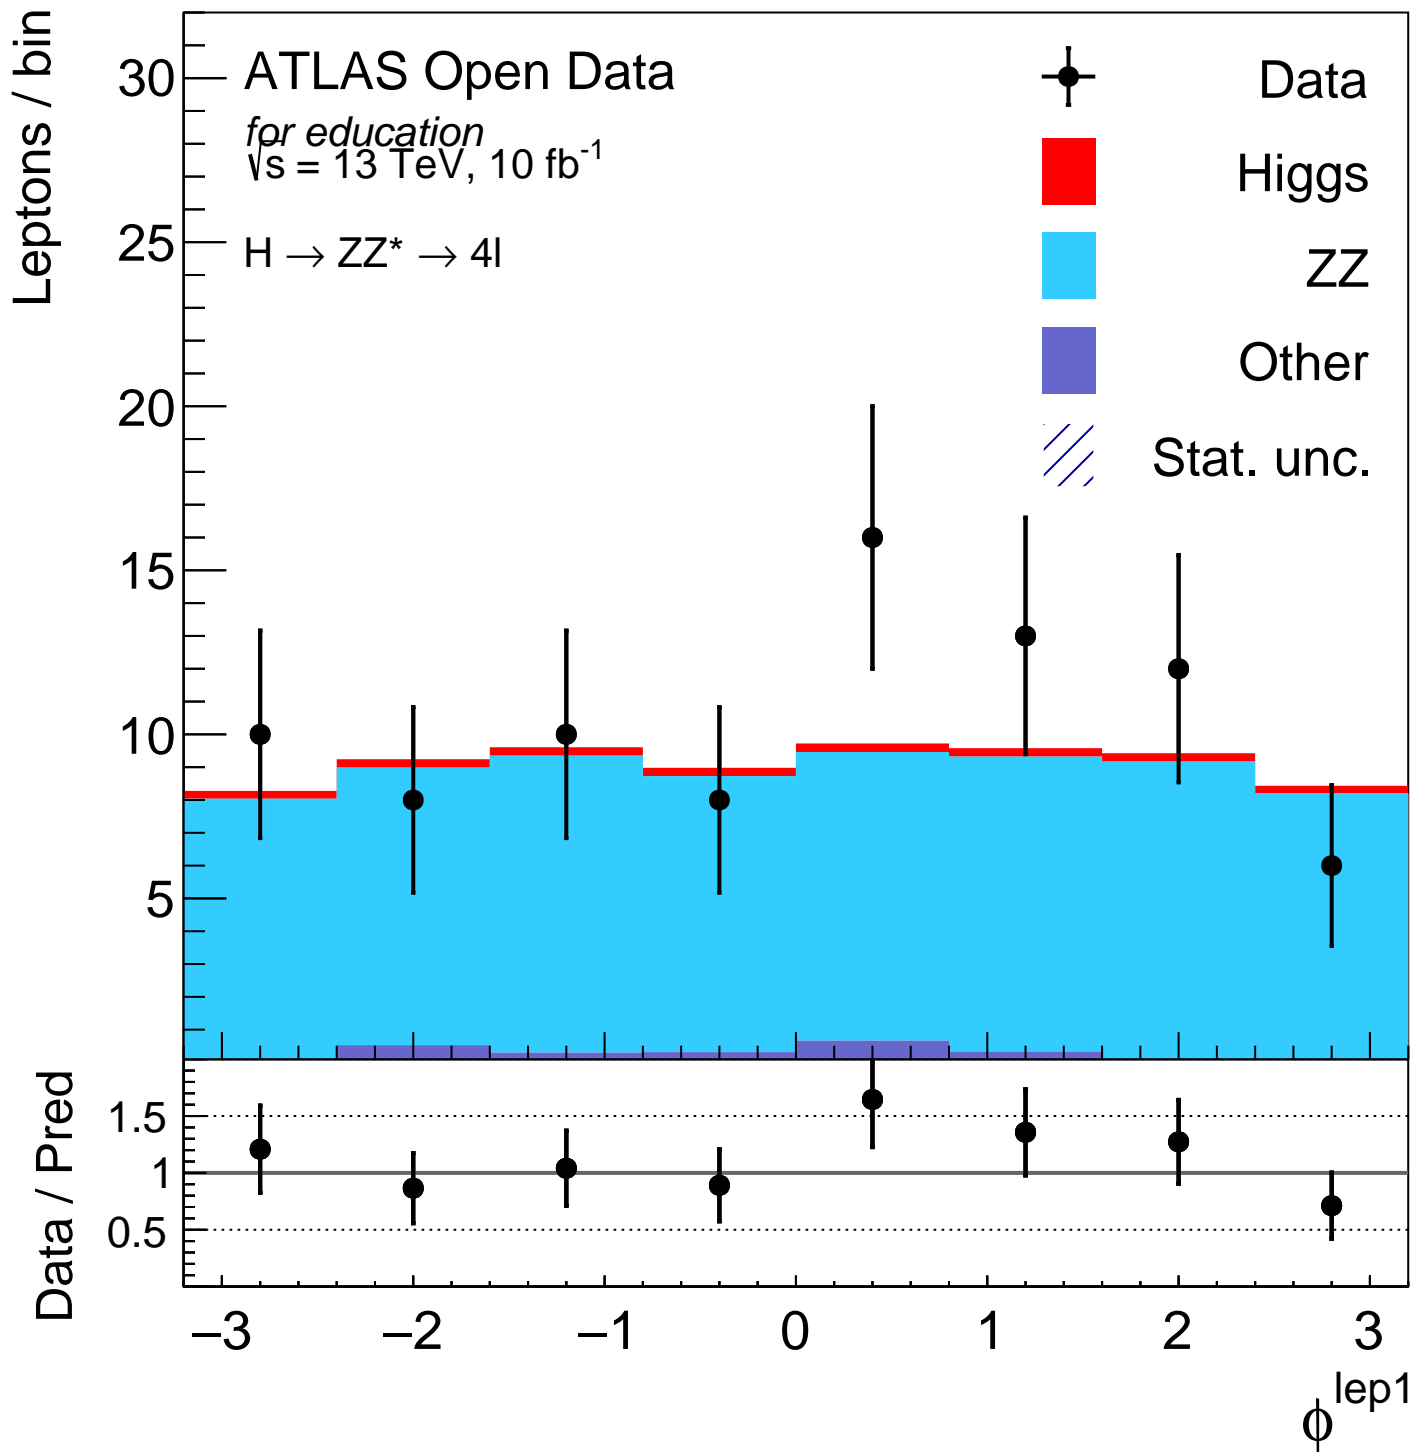 Leptons / bin
30
25
20
15
10
5
ATLAS Open Data
for education
√s = 13 TeV, 10 fb⁻¹
H → ZZ* → 4l
Data
Higgs
ZZ
Other
Stat. unc.
Data / Pred
1.5
1
0.5
–3 –2 –1 0 1 2 3
ϕ^lep1